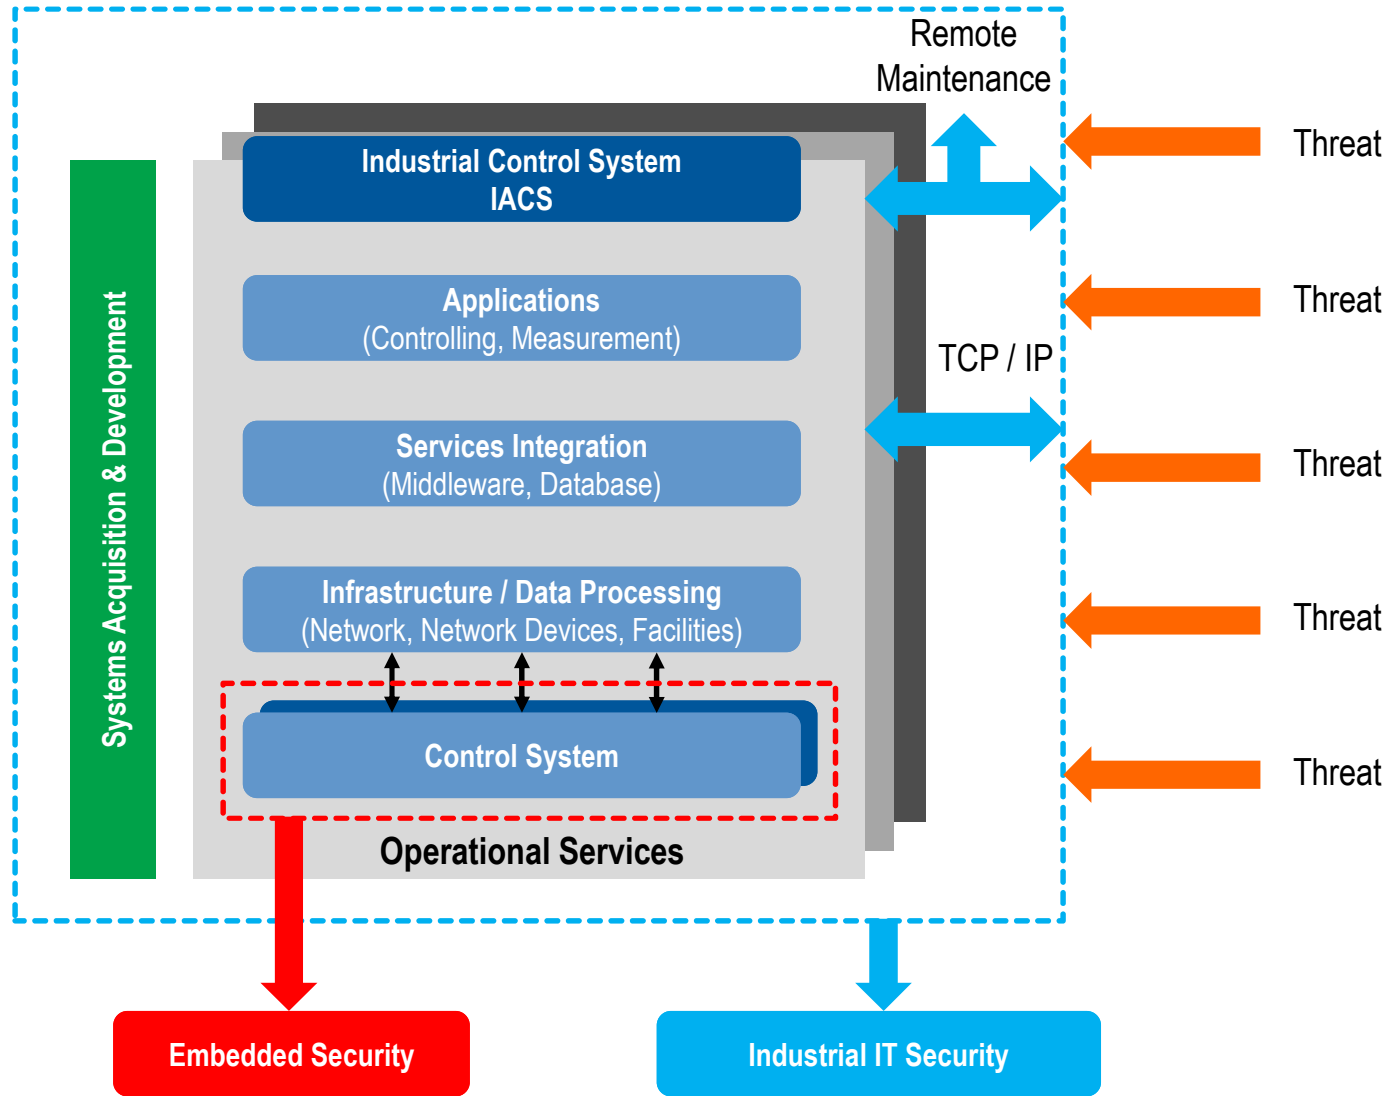 Remote
Maintenance
Threat
Industrial Control System
IACS
Threat
Applications
(Controlling, Measurement)
TCP / IP
Systems Acquisition & Development
Services Integration
(Middleware, Database)
Threat
Infrastructure / Data Processing
(Network, Network Devices, Facilities)
Threat
Control System
Threat
Operational Services
Embedded Security
Industrial IT Security